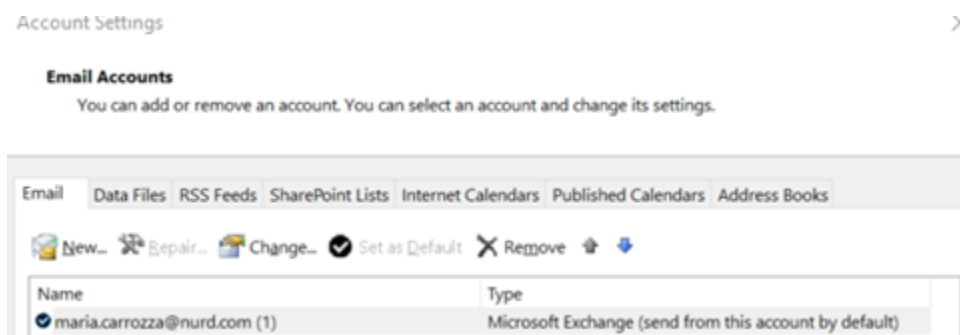 Account Settings
Email Accounts
You can add or remove an account. You can select an account and change its settings.
Email Data Files RSS Feeds SharePoint Lists Internet Calendars Published Calendars Address Books
New... Repair... Change... Set as Default Remove
Name Type
maria.carrozza@nurd.com (1) Microsoft Exchange (send from this account by default)